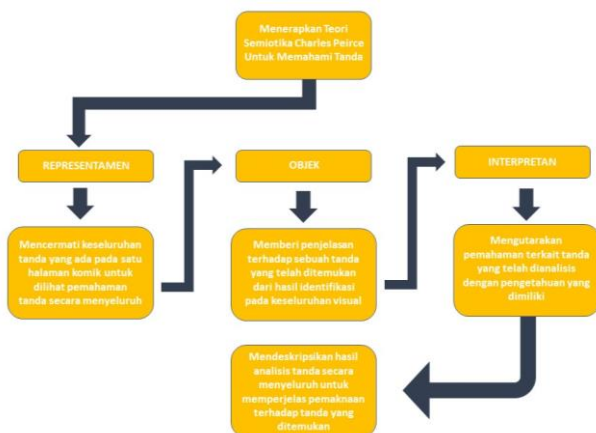 Menerapkan Teori
Semiotika Charles Peirce
Untuk Memahami Tanda
REPRESENTAMEN
OBJEK
INTERPRETAN
Mencermati keseluruhan
tanda yang ada pada satu
halaman komik untuk
dilihat pemahaman
tanda secara menyeluruh
Memberi penjelasan
terhadap sebuah tanda
yang telah ditemukan
dari hasil identifikasi
pada keseluruhan visual
Mengutarakan
pemahaman terkait tanda
yang telah dianalisis
dengan pengetahuan yang
dimiliki
Mendeskripsikan hasil
analisis tanda secara
menyeluruh untuk
memperjelas pemaknaan
terhadap tanda yang
ditemukan